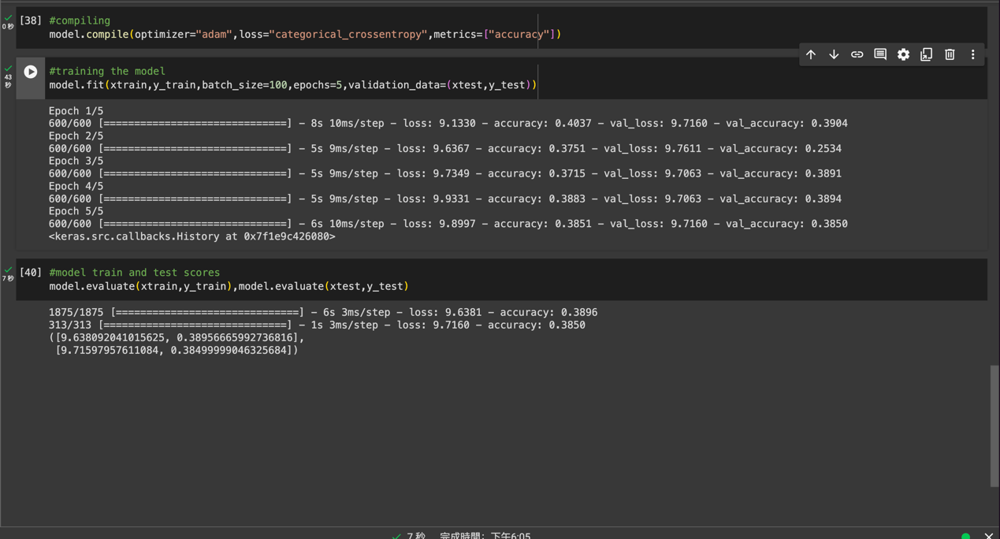 0 秒
[38] #compiling
model.compile(optimizer="adam",loss="categorical_crossentropy",metrics=["accuracy"])
43 秒
#training the model
model.fit(xtrain,y_train,batch_size=100,epochs=5,validation_data=(xtest,y_test))
Epoch 1/5
600/600 [==============================] - 8s 10ms/step - loss: 9.1330 - accuracy: 0.4037 - val_loss: 9.7160 - val_accuracy: 0.3904
Epoch 2/5
600/600 [==============================] - 5s 9ms/step - loss: 9.6367 - accuracy: 0.3751 - val_loss: 9.7611 - val_accuracy: 0.2534
Epoch 3/5
600/600 [==============================] - 5s 9ms/step - loss: 9.7349 - accuracy: 0.3715 - val_loss: 9.7063 - val_accuracy: 0.3891
Epoch 4/5
600/600 [==============================] - 5s 9ms/step - loss: 9.9331 - accuracy: 0.3883 - val_loss: 9.7063 - val_accuracy: 0.3894
Epoch 5/5
600/600 [==============================] - 6s 10ms/step - loss: 9.8997 - accuracy: 0.3851 - val_loss: 9.7160 - val_accuracy: 0.3850
<keras.src.callbacks.History at 0x7f1e9c426080>
7 秒
[40] #model train and test scores
model.evaluate(xtrain,y_train),model.evaluate(xtest,y_test)
1875/1875 [==============================] - 6s 3ms/step - loss: 9.6381 - accuracy: 0.3896
313/313 [==============================] - 1s 3ms/step - loss: 9.7160 - accuracy: 0.3850
([9.638092041015625, 0.38956665992736816],
[9.71597957611084, 0.38499999046325684])
7 秒 完成時間：下午6:05